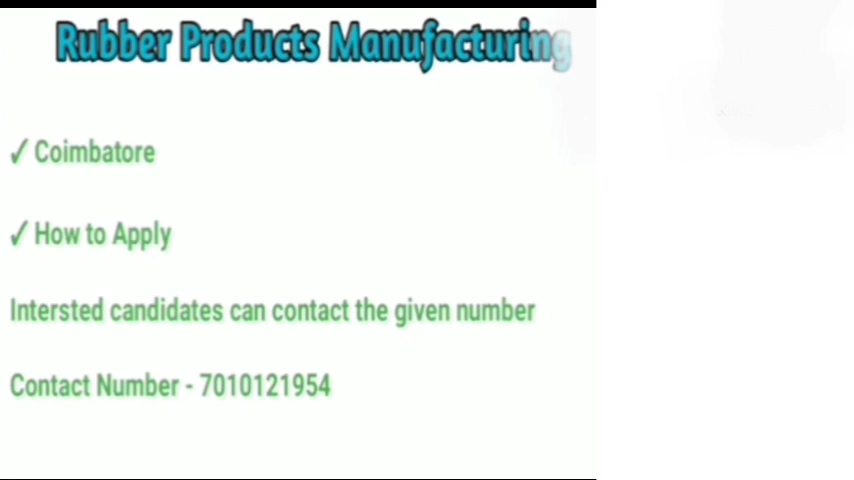 Rubber Products Manufacturing
✓ Coimbatore
✓ How to Apply
Intersted candidates can contact the given number
Contact Number - 7010121954